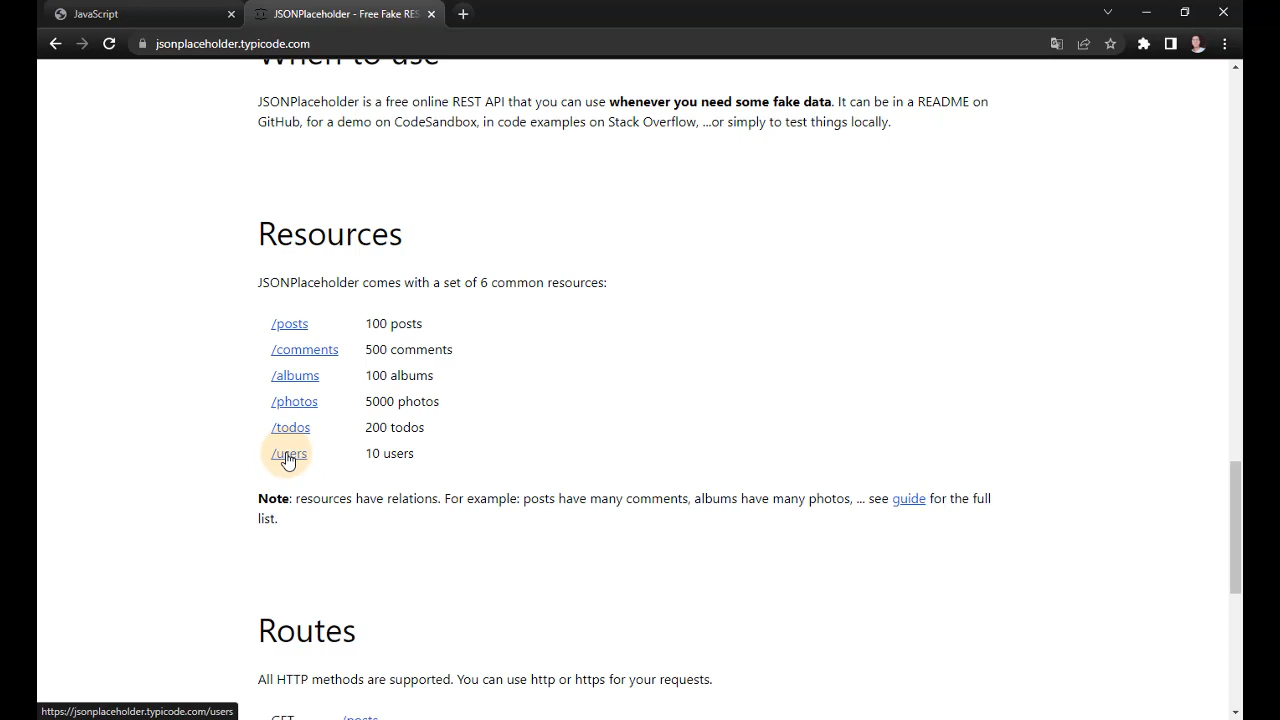 JavaScript
JSONPlaceholder - Free Fake RES
jsonplaceholder.typicode.com
When to use
JSONPlaceholder is a free online REST API that you can use whenever you need some fake data. It can be in a README on
GitHub, for a demo on CodeSandbox, in code examples on Stack Overflow, ...or simply to test things locally.
Resources
JSONPlaceholder comes with a set of 6 common resources:
/posts 100 posts
/comments 500 comments
/albums 100 albums
/photos 5000 photos
/todos 200 todos
/users 10 users
Note: resources have relations. For example: posts have many comments, albums have many photos, ... see guide for the full
list.
Routes
All HTTP methods are supported. You can use http or https for your requests.
GET /posts
https://jsonplaceholder.typicode.com/users